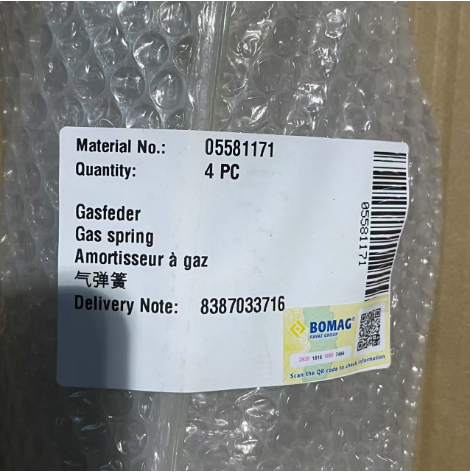 Material No.: 05581171
Quantity: 4 PC
Gasfeder
Gas spring
Amortisseur à gaz
气弹簧
Delivery Note: 8387033716
05581171
BOMAG
FAYAT GROUP
Scan the QR code to check information